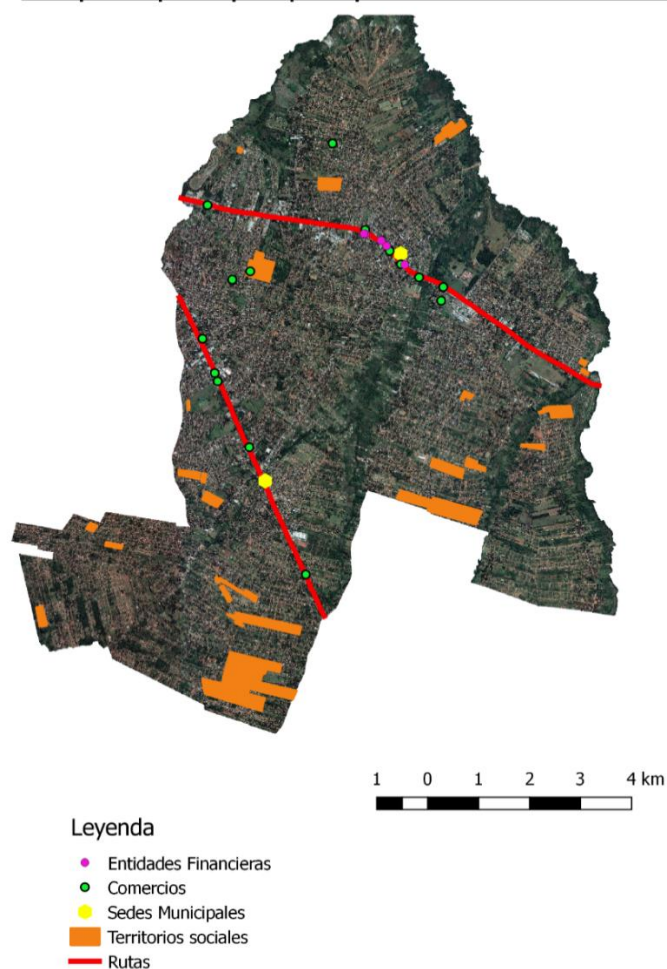 1 0 1 2 3 4 km
Leyenda
Entidades Financieras
Comercios
Sedes Municipales
Territorios sociales
Rutas